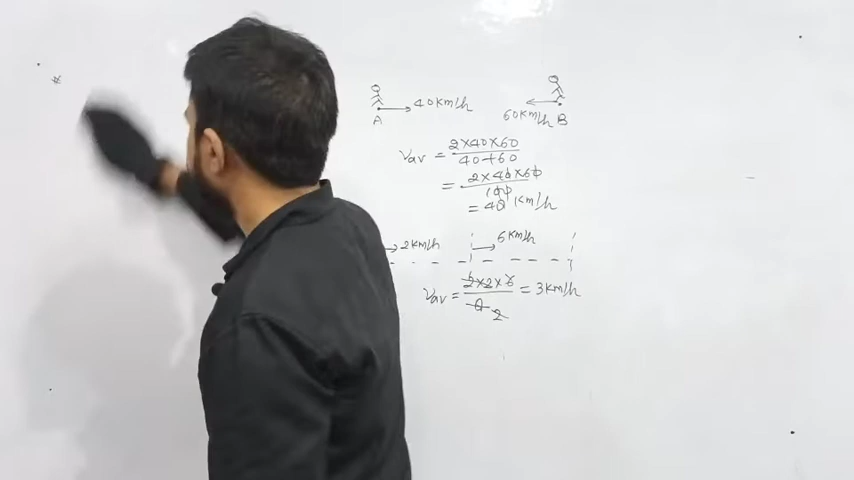 40Km/h
A
60Km/h B
Vav = 2×40×60 / 40+60
= 2×40×60 / 100
= 48 Km/h
2Km/h 6Km/h
Vav = 2×2×6 / 8 2 = 3Km/h